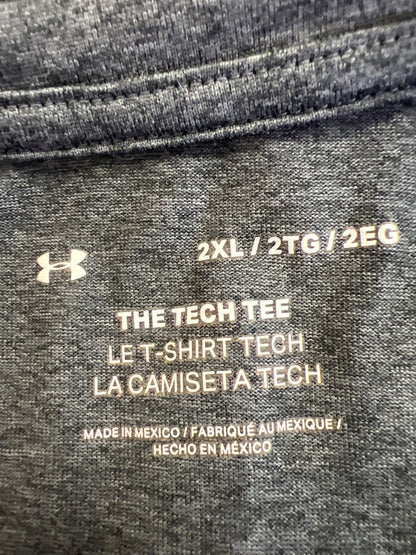 2XL / 2TG / 2EG
THE TECH TEE
LE T-SHIRT TECH
LA CAMISETA TECH
MADE IN MEXICO / FABRIQUÉ AU MEXIQUE /
HECHO EN MÉXICO